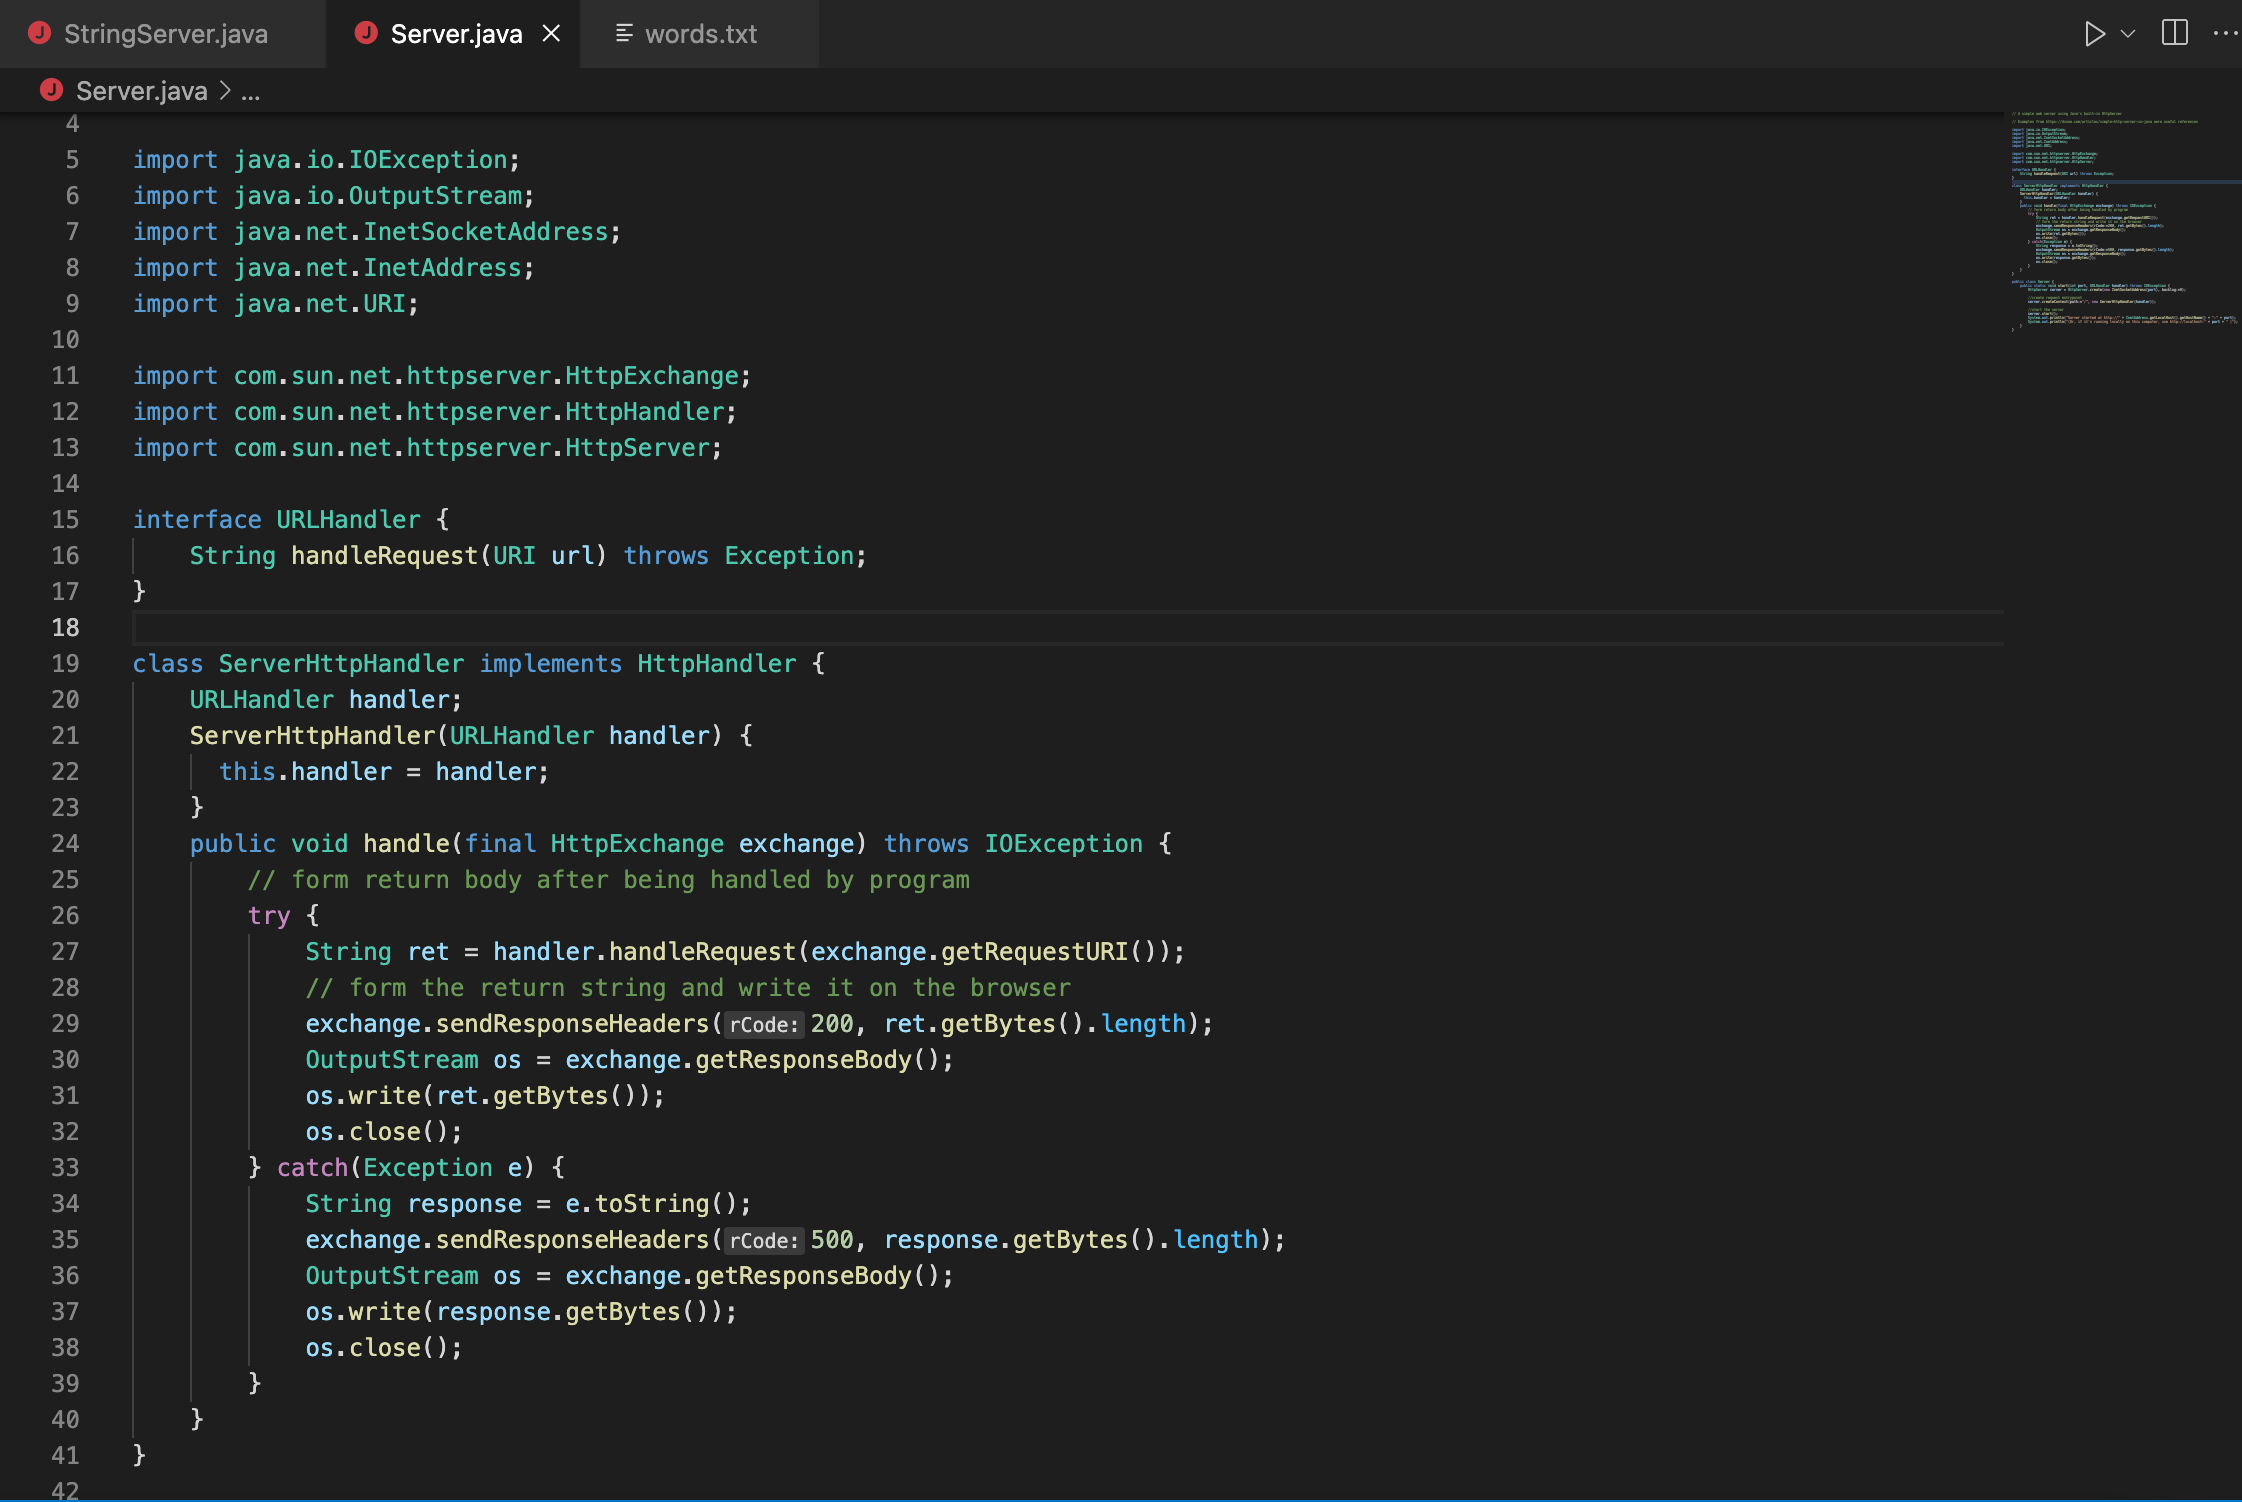 StringServer.java
Server.java
words.txt
Server.java > ...
4
5 import java.io.IOException;
6 import java.io.OutputStream;
7 import java.net.InetSocketAddress;
8 import java.net.InetAddress;
9 import java.net.URI;
10
11 import com.sun.net.httpserver.HttpExchange;
12 import com.sun.net.httpserver.HttpHandler;
13 import com.sun.net.httpserver.HttpServer;
14
15 interface URLHandler {
16     String handleRequest(URI url) throws Exception;
17 }
18
19 class ServerHttpHandler implements HttpHandler {
20     URLHandler handler;
21     ServerHttpHandler(URLHandler handler) {
22       this.handler = handler;
23     }
24     public void handle(final HttpExchange exchange) throws IOException {
25         // form return body after being handled by program
26         try {
27             String ret = handler.handleRequest(exchange.getRequestURI());
28             // form the return string and write it on the browser
29             exchange.sendResponseHeaders(rCode: 200, ret.getBytes().length);
30             OutputStream os = exchange.getResponseBody();
31             os.write(ret.getBytes());
32             os.close();
33         } catch(Exception e) {
34             String response = e.toString();
35             exchange.sendResponseHeaders(rCode: 500, response.getBytes().length);
36             OutputStream os = exchange.getResponseBody();
37             os.write(response.getBytes());
38             os.close();
39         }
40     }
41 }
42